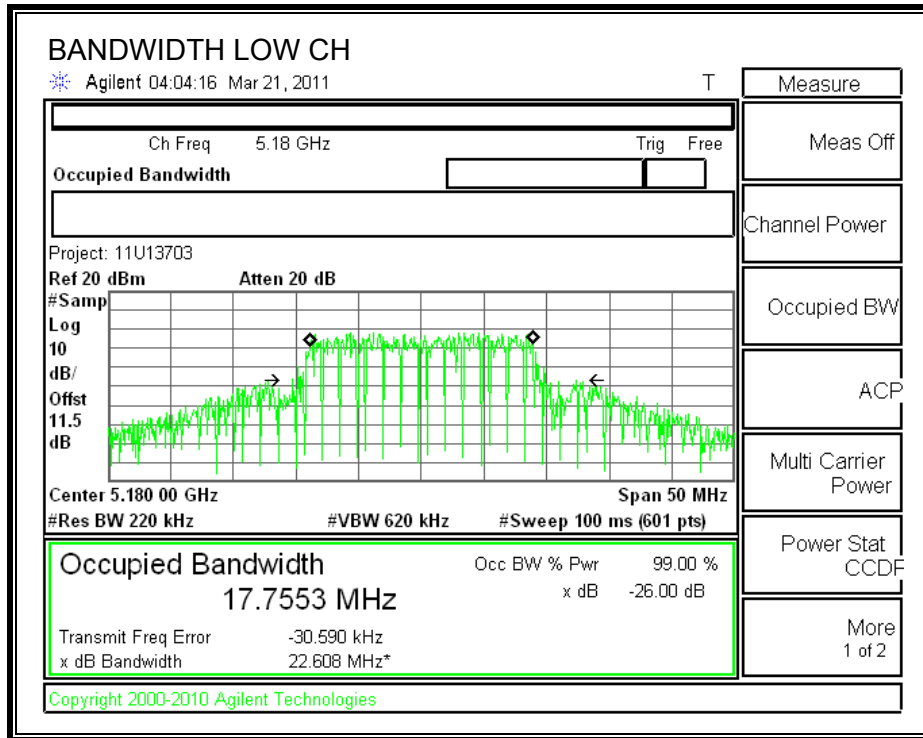 BANDWIDTH LOW CH
Agilent 04:04:16 Mar 21, 2011 T
Ch Freq 5.18 GHz Trig Free
Occupied Bandwidth
Project: 11U13703
Ref 20 dBm Atten 20 dB
#Samp
Log
10
dB/
Offst
11.5
dB
Center 5.180 00 GHz Span 50 MHz
#Res BW 220 kHz #VBW 620 kHz #Sweep 100 ms (601 pts)
Occupied Bandwidth Occ BW % Pwr 99.00 %
17.7553 MHz x dB -26.00 dB
Transmit Freq Error -30.590 kHz
x dB Bandwidth 22.608 MHz*
Copyright 2000-2010 Agilent Technologies
Measure
Meas Off
Channel Power
Occupied BW
ACP
Multi Carrier
Power
Power Stat
CCDF
More
1 of 2